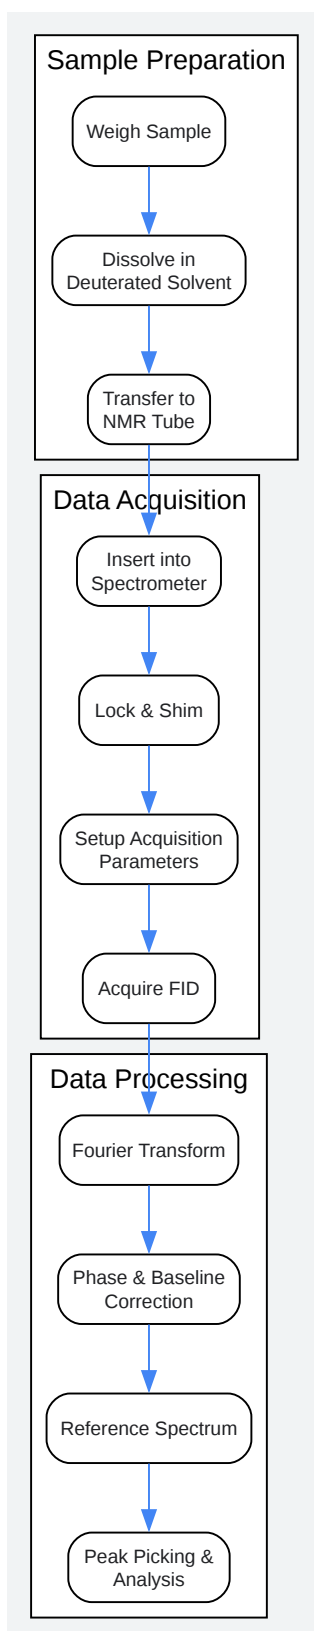 Sample Preparation
Weigh Sample
Dissolve in
Deuterated Solvent
Transfer to
NMR Tube
Data Acquisition
Insert into
Spectrometer
Lock & Shim
Setup Acquisition
Parameters
Acquire FID
Data Processing
Fourier Transform
Phase & Baseline
Correction
Reference Spectrum
Peak Picking &
Analysis